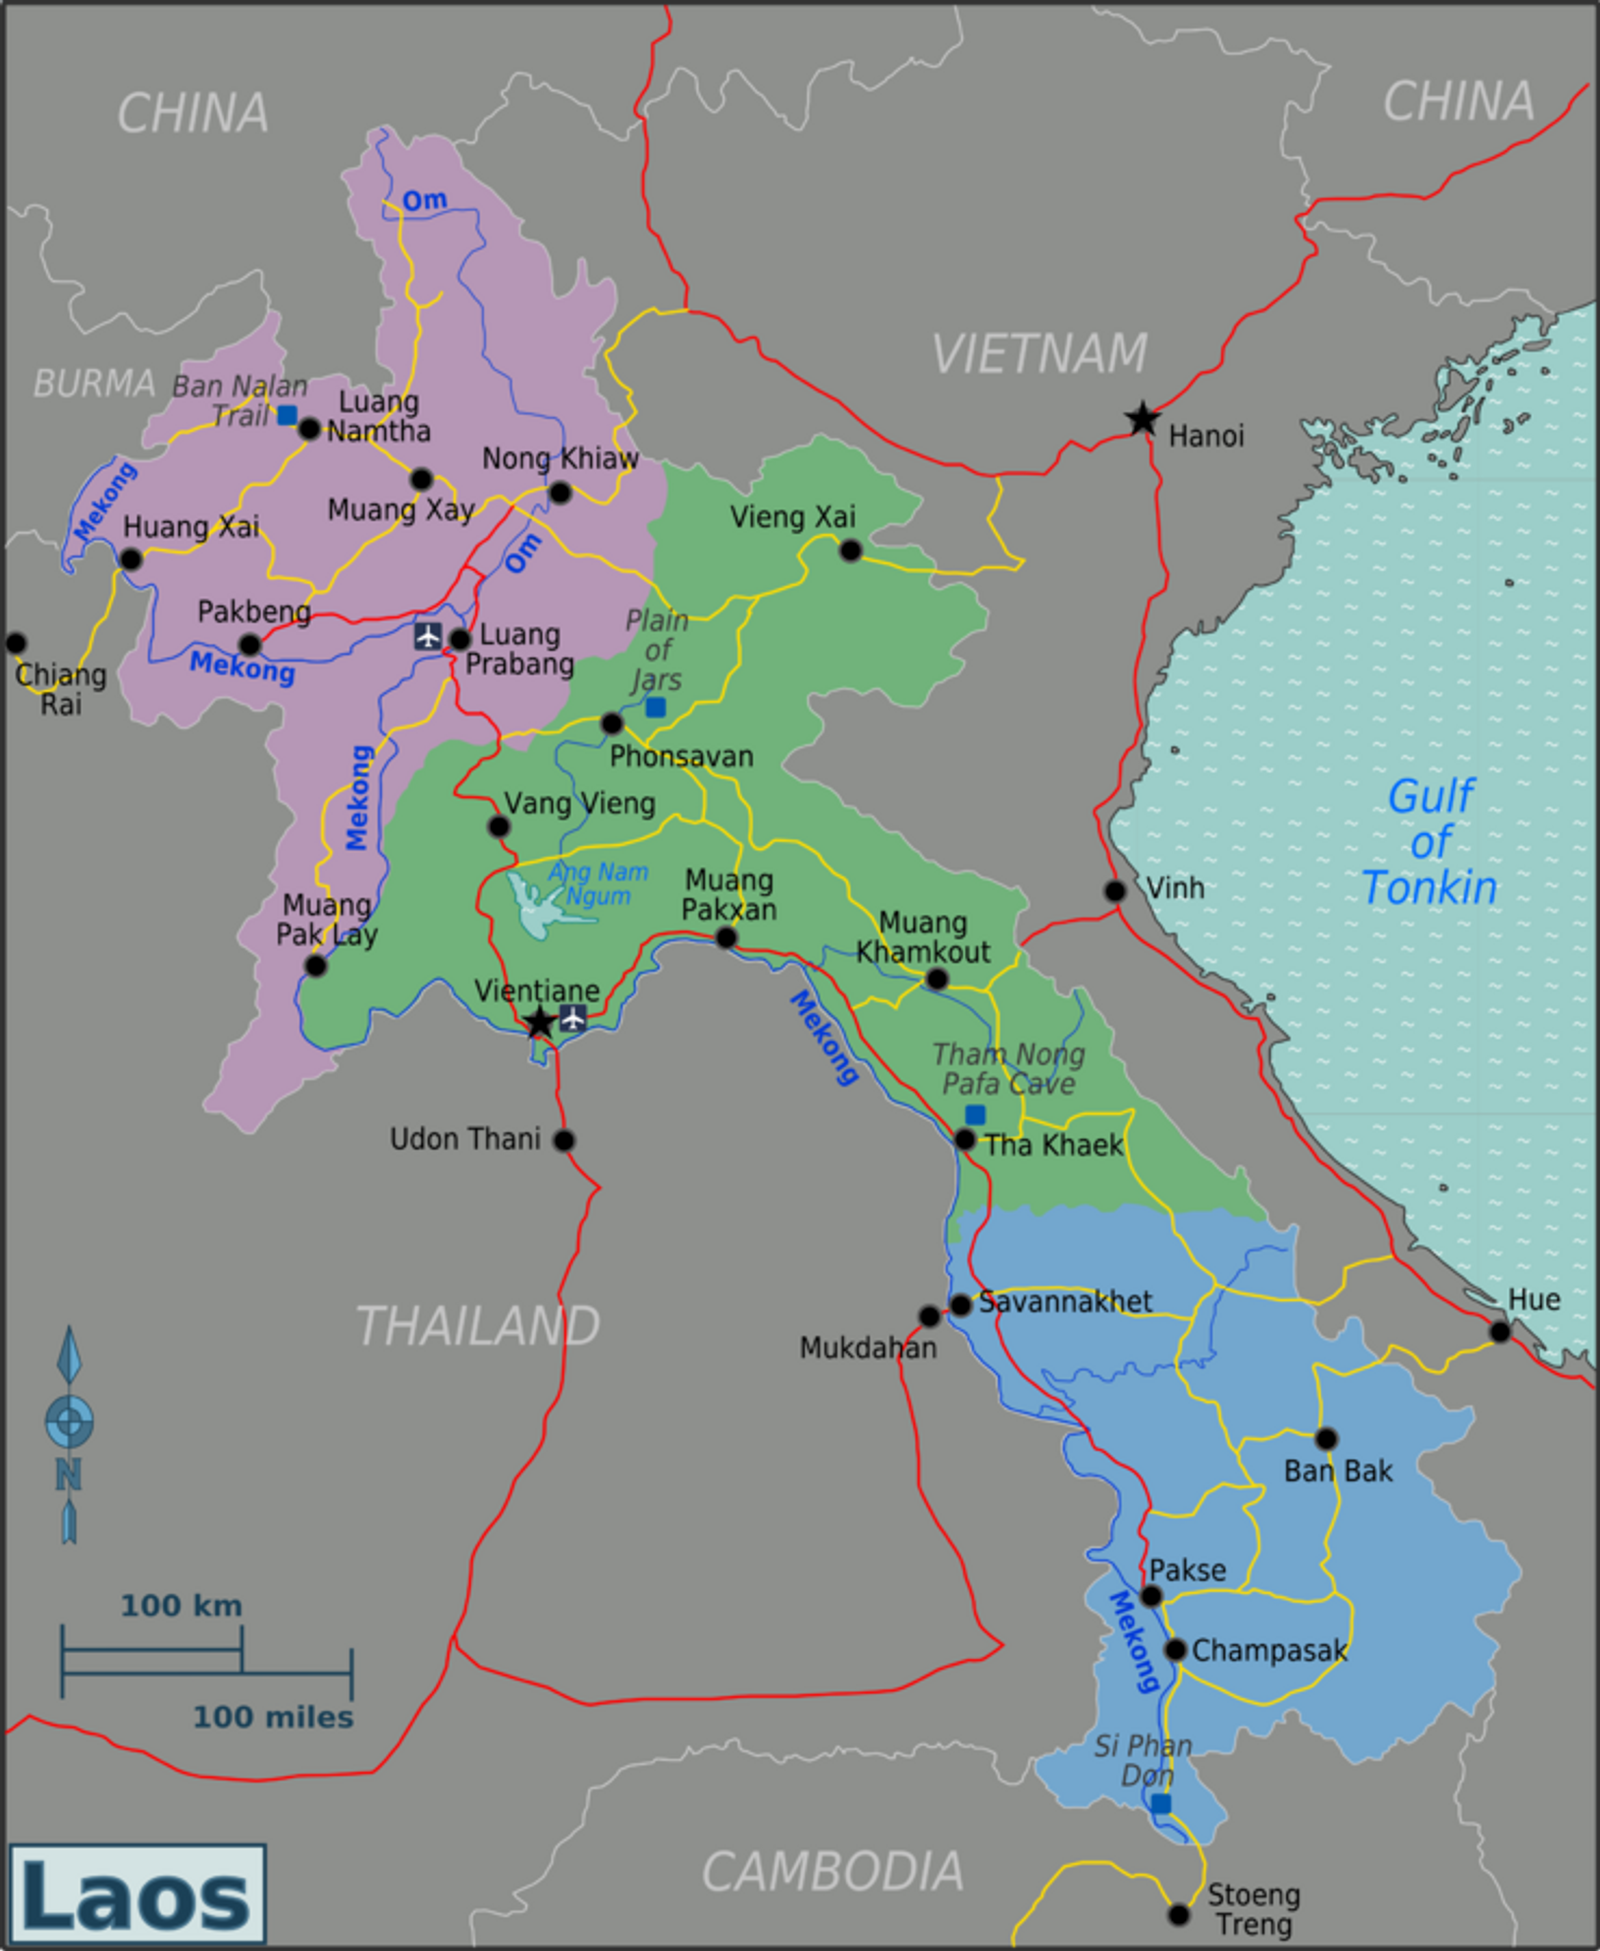 CHINA
CHINA
Om
VIETNAM
BURMA
Ban Nalan
Trail
Luang
Namtha
Hanoi
Nong Khiaw
Mekong
Muang Xay
Vieng Xai
Huang Xai
Om
Pakbeng
Plain
of
Jars
Luang
Prabang
Mekong
Chiang
Rai
Phonsavan
Mekong
Vang Vieng
Gulf
of
Tonkin
Ang Nam
Ngum
Muang
Pakxan
Vinh
Muang
Pak Lay
Muang
Khamkout
Vientiane
Mekong
Tham Nong
Pafa Cave
Udon Thani
Tha Khaek
THAILAND
Savannakhet
Hue
Mukdahan
N
Ban Bak
Pakse
100 km
Mekong
Champasak
100 miles
Si Phan
Don
CAMBODIA
Laos
Stoeng
Treng